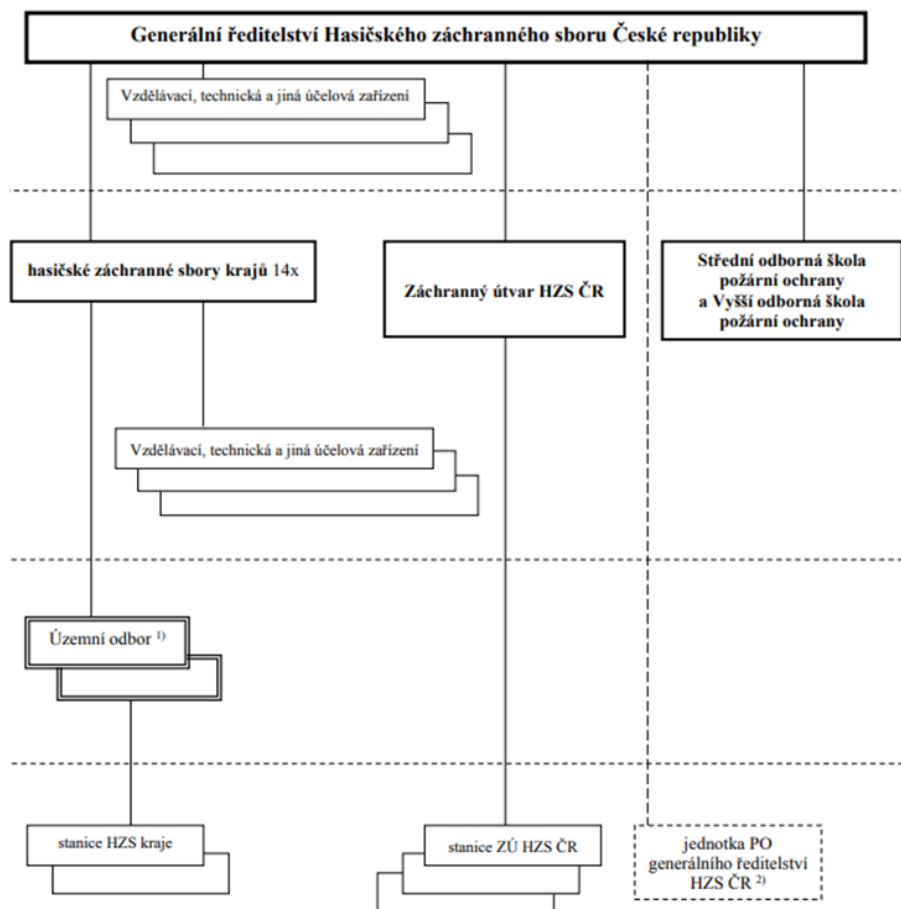 Generální ředitelství Hasičského záchranného sboru České republiky
Vzdělávací, technická a jiná účelová zařízení
hasičské záchranné sbory krajů 14x
Záchranný útvar HZS ČR
Střední odborná škola
požární ochrany
a Vyšší odborná škola
požární ochrany
Vzdělávací, technická a jiná účelová zařízení
Územní odbor 1)
stanice HZS kraje
stanice ZÚ HZS ČR
jednotka PO
generálního ředitelství
HZS ČR 2)